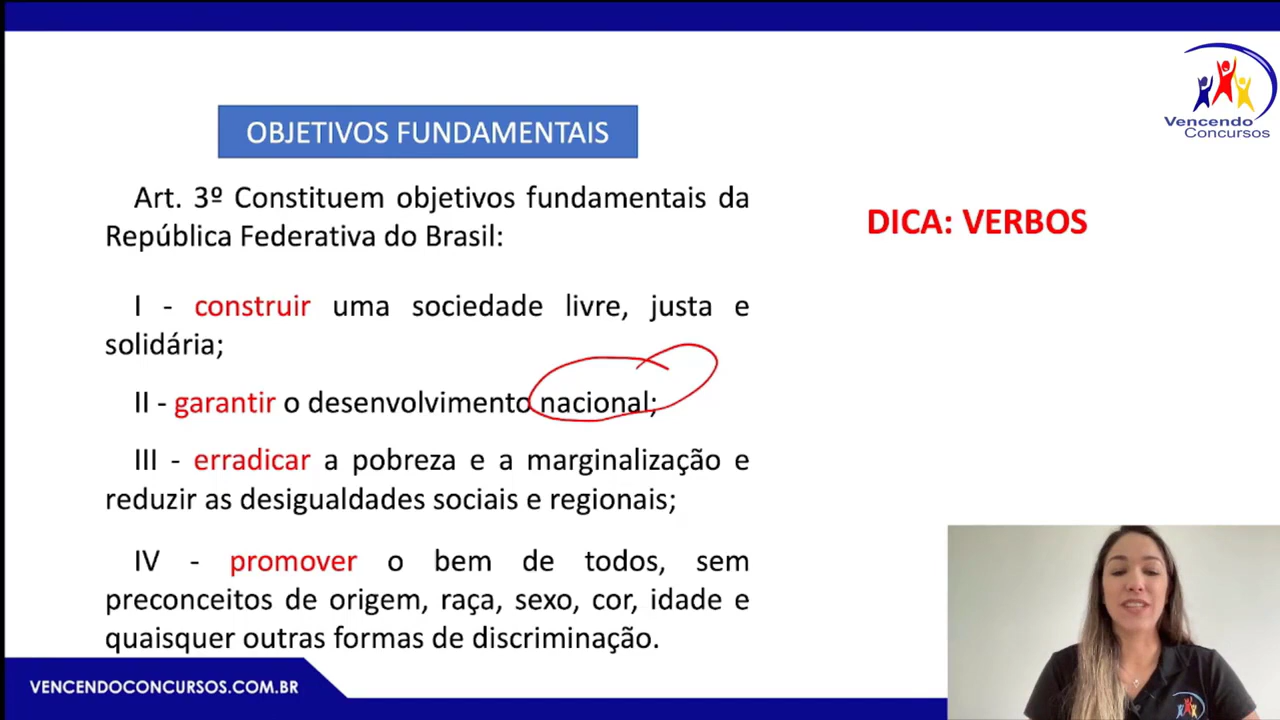 Vencendo
Concursos
OBJETIVOS FUNDAMENTAIS
Art. 3º Constituem objetivos fundamentais da
República Federativa do Brasil:
DICA: VERBOS
I - construir uma sociedade livre, justa e
solidária;
II - garantir o desenvolvimento nacional;
III - erradicar a pobreza e a marginalização e
reduzir as desigualdades sociais e regionais;
IV - promover o bem de todos, sem
preconceitos de origem, raça, sexo, cor, idade e
quaisquer outras formas de discriminação.
VENCENDOCONCURSOS.COM.BR